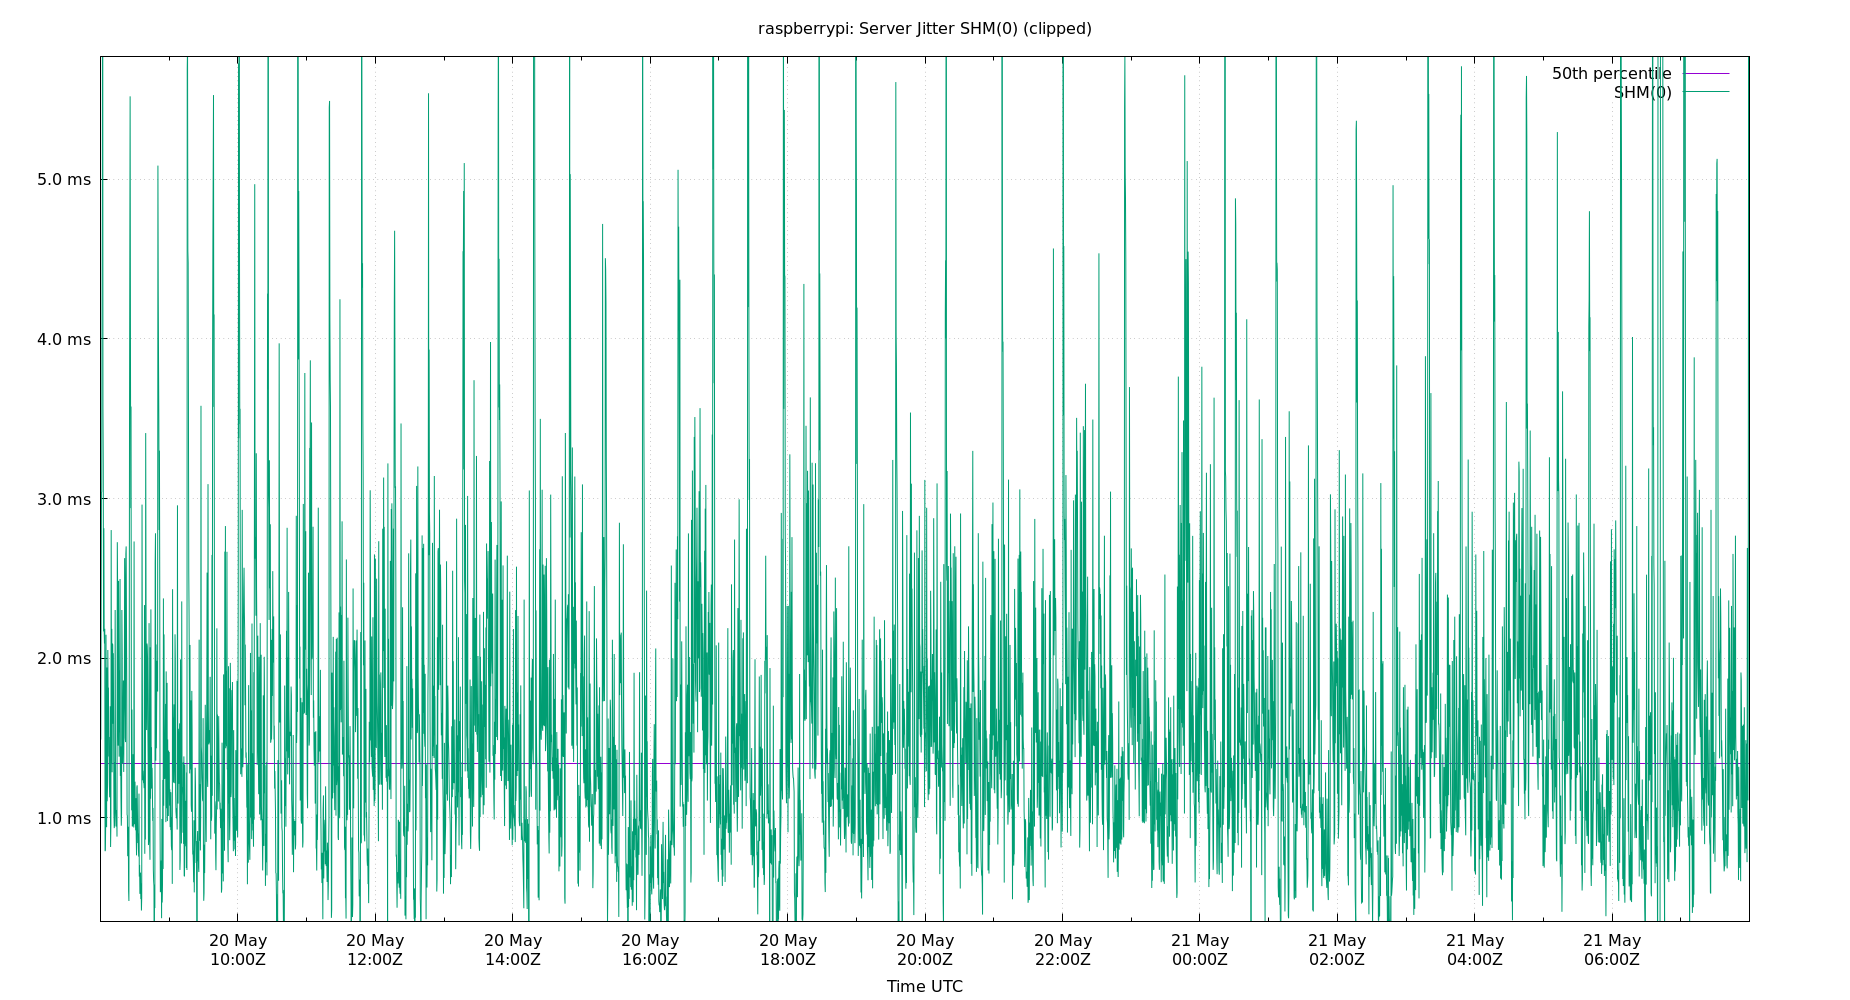 raspberrypi: Server Jitter SHM(0) (clipped)
50th percentile
SHM(0)
5.0 ms
4.0 ms
3.0 ms
2.0 ms
1.0 ms
20 May 20 May 20 May 20 May 20 May 20 May 20 May 21 May 21 May 21 May 21 May
10:00Z 12:00Z 14:00Z 16:00Z 18:00Z 20:00Z 22:00Z 00:00Z 02:00Z 04:00Z 06:00Z
Time UTC